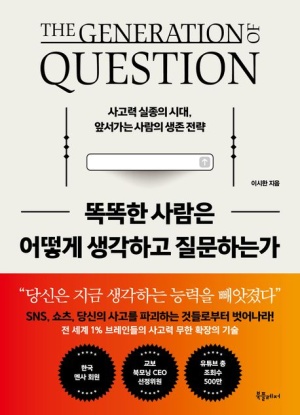 THE GENERATION OF
QUESTION
사고력 실종의 시대,
앞서가는 사람의 생존 전략
이시한 지음
똑똑한 사람은
어떻게 생각하고 질문하는가
“당신은 지금 생각하는 능력을 빼앗겼다”
SNS, 쇼츠, 당신의 사고를 파괴하는 것들로부터 벗어나라!
전 세계 1% 브레인들의 사고력 무한 확장의 기술
한국
멘사 회원
교보
북모닝 CEO
선정위원
유튜브 총
조회수
500만
북플레저